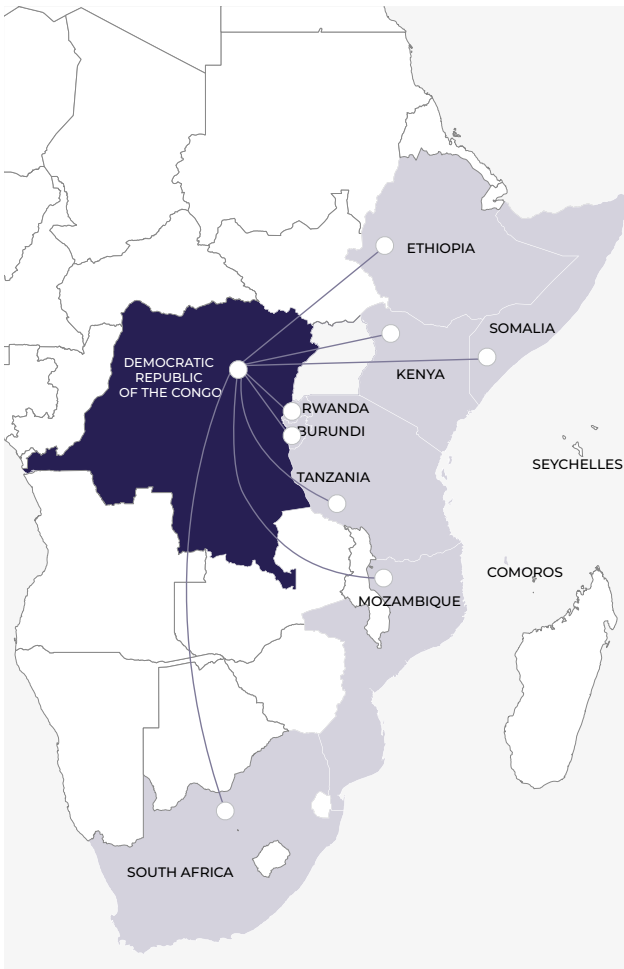 ETHIOPIA
SOMALIA
DEMOCRATIC
REPUBLIC
OF THE CONGO
KENYA
RWANDA
BURUNDI
SEYCHELLES
TANZANIA
COMOROS
MOZAMBIQUE
SOUTH AFRICA